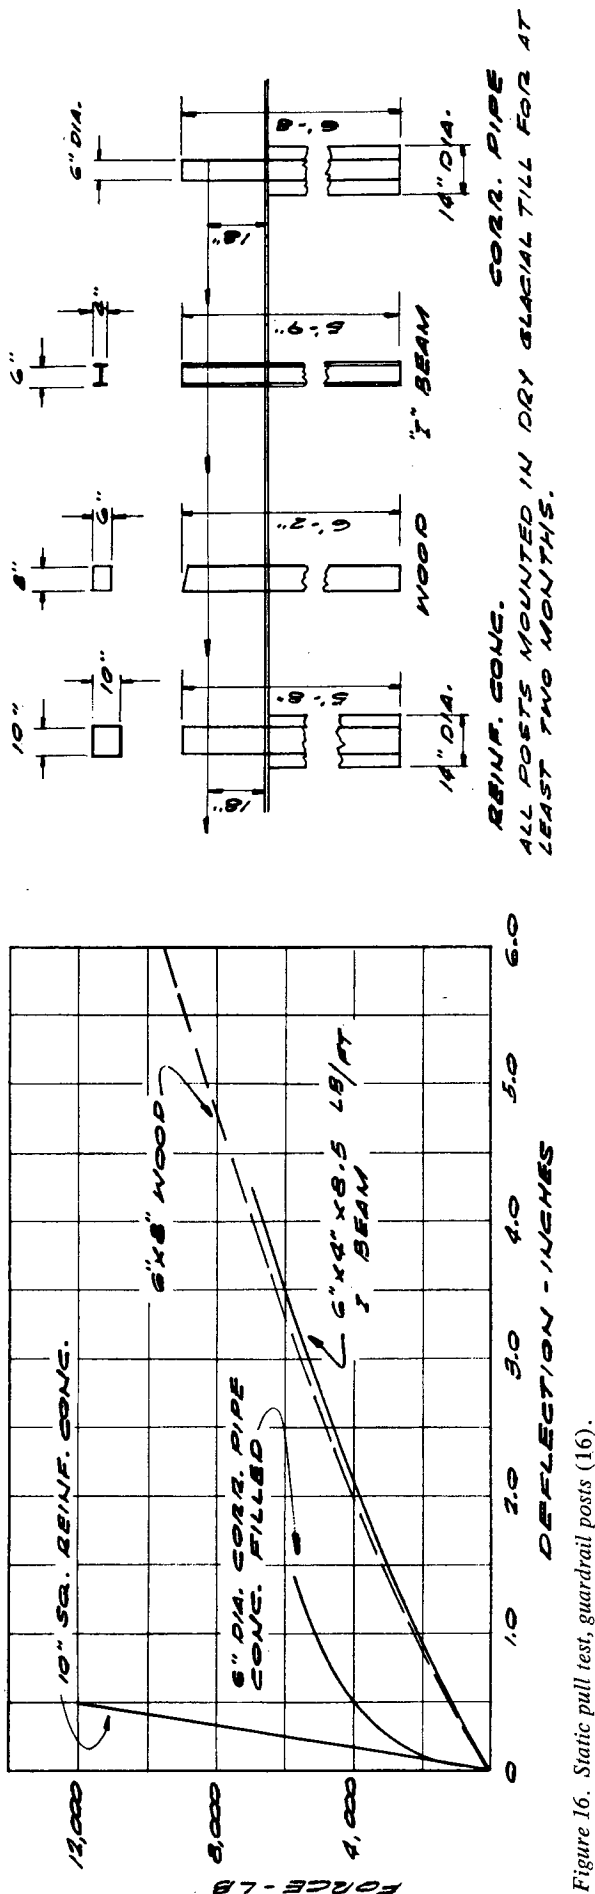 FORCE-LB
12,000
8,000
4,000
0
1.0
2.0
3.0
4.0
5.0
6.0
DEFLECTION - INCHES
10" SQ. REINF. CONC.
6" DIA. CORR. PIPE
CONC. FILLED
6"X8" WOOD
6"X4"X8.5 LB/FT
I BEAM
10"
10"
18"
5'-8"
14" DIA.
REINF. CONC.
8"
6"
6'-2"
WOOD
6"
5'-9"
"I" BEAM
6" DIA.
18"
6'-8"
14" DIA.
CORR. PIPE
ALL POSTS MOUNTED IN DRY GLACIAL TILL FOR AT
LEAST TWO MONTHS.
Figure 16. Static pull test, guardrail posts (16).